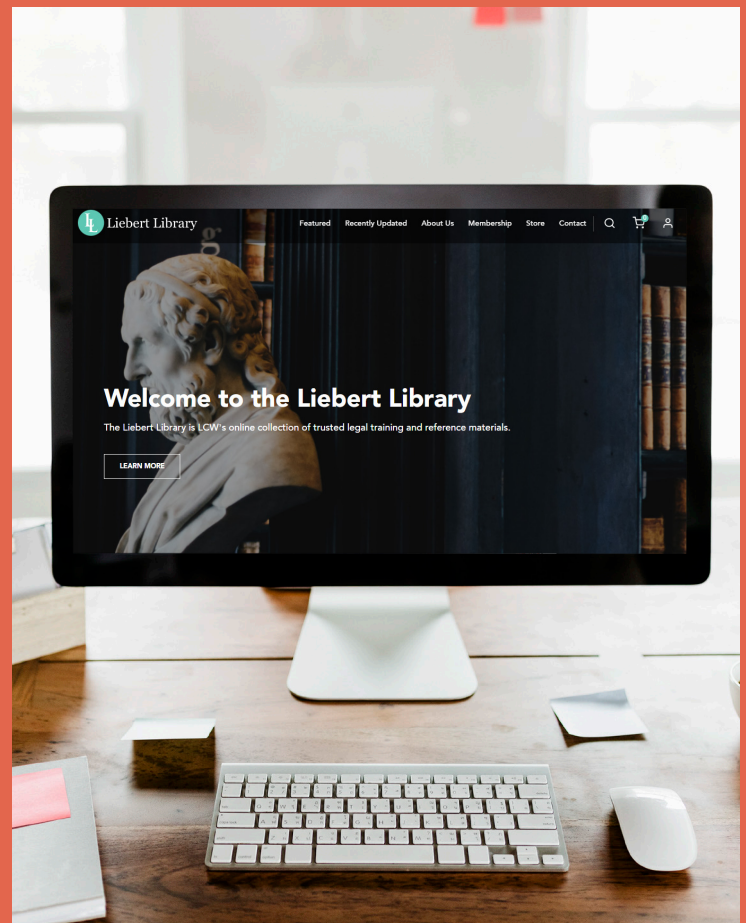 Liebert Library
Featured Recently Updated About Us Membership Store Contact
Welcome to the Liebert Library
The Liebert Library is LCW's online collection of trusted legal training and reference materials.
LEARN MORE